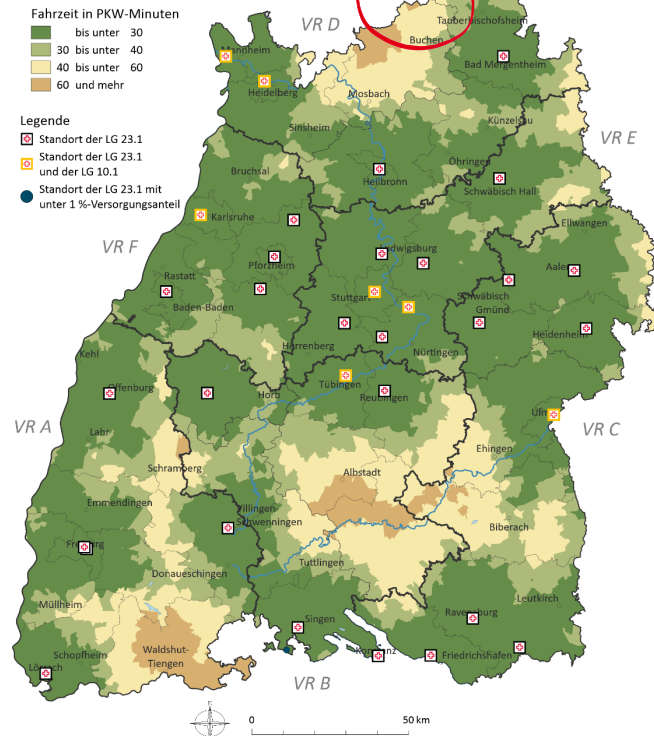 Fahrzeit in PKW-Minuten
bis unter 30
30 bis unter 40
40 bis unter 60
60 und mehr
Legende
Standort der LG 23.1
Standort der LG 23.1
und der LG 10.1
Standort der LG 23.1 mit
unter 1 %-Versorgungsanteil
VR D
Tauberbischofsheim
Buchen
Mannheim
Bad Mergentheim
Heidelberg
Mosbach
Künzelsau
Sinsheim
VR E
Öhringen
Bruchsal
Heilbronn
Schwäbisch Hall
Karlsruhe
Ellwangen
VR F
Ludwigsburg
Pforzheim
Aalen
Rastatt
Stuttgart
Schwäbisch
Gmünd
Baden-Baden
Heidenheim
Herrenberg
Nürtingen
Kehl
Tübingen
Offenburg
Horb
Reutlingen
Ulm
VR A
VR C
Lahr
Ehingen
Schramberg
Albstadt
Emmendingen
Villingen-
Schwenningen
Biberach
Freiburg
Tuttlingen
Donaueschingen
Leutkirch
Müllheim
Ravensburg
Singen
Waldshut-
Tiengen
Schopfheim
Konstanz
Friedrichshafen
Lörrach
VR B
N
0
50 km